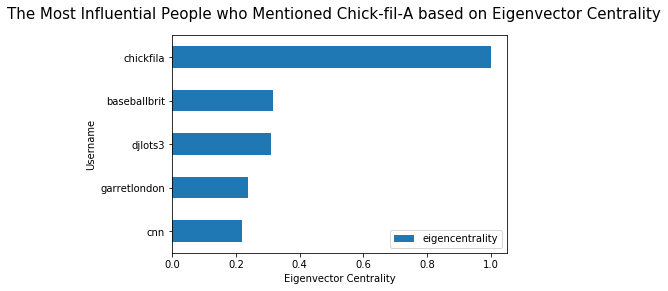 The Most Influential People who Mentioned Chick-fil-A based on Eigenvector Centrality
chickfila
baseballbrit
djlots3
garretlondon
cnn
Username
eigencentrality
0.0 0.2 0.4 0.6 0.8 1.0
Eigenvector Centrality